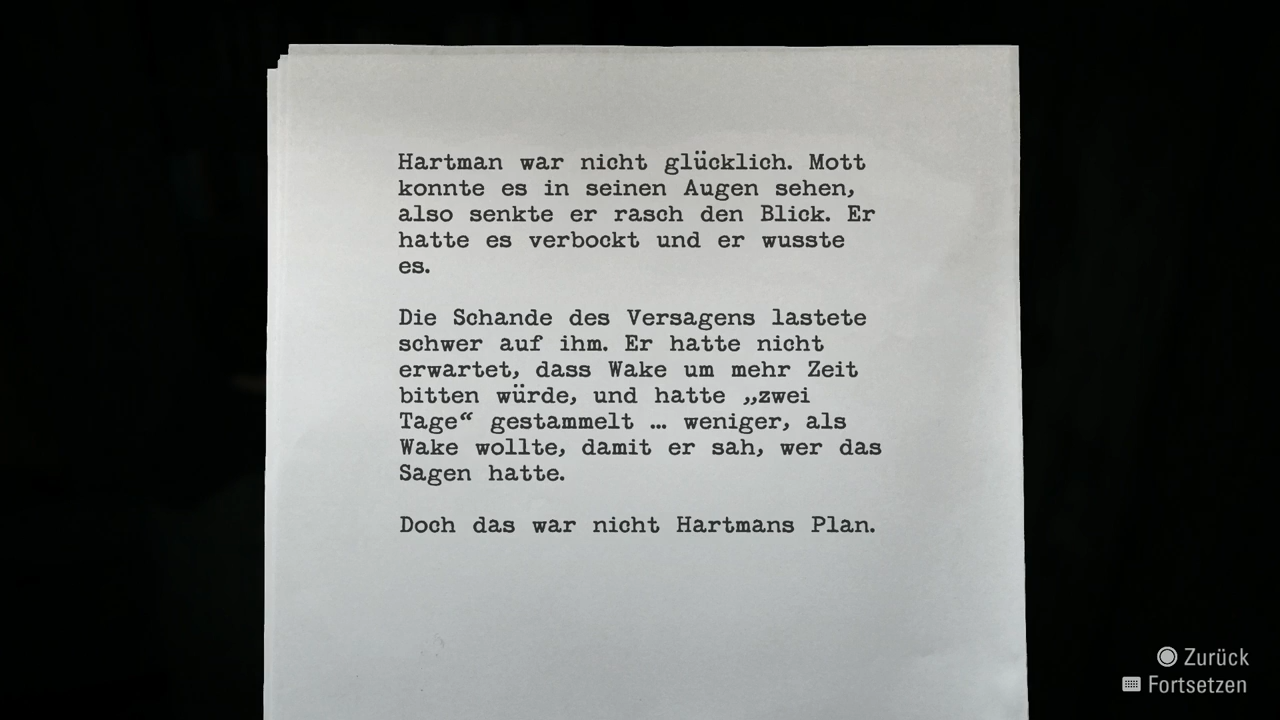 Hartman war nicht glücklich. Mott
konnte es in seinen Augen sehen,
also senkte er rasch den Blick. Er
hatte es verbockt und er wusste
es.
Die Schande des Versagens lastete
schwer auf ihm. Er hatte nicht
erwartet, dass Wake um mehr Zeit
bitten würde, und hatte „zwei
Tage“ gestammelt … weniger, als
Wake wollte, damit er sah, wer das
Sagen hatte.
Doch das war nicht Hartmans Plan.
Zurück
Fortsetzen